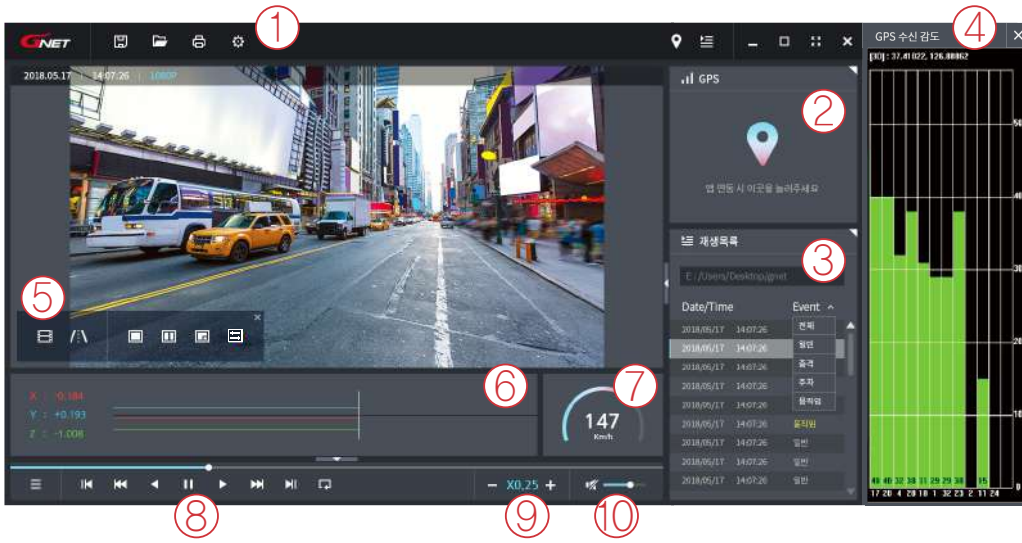 GNET
①
2018.05.17 14:07:26 1080P
⑤
X : -0.184
Y : +0.193
Z : -1.008
⑥
147
Km/h
⑦
⑧
X0.25
⑨
⑩
GPS
②
앱 연동 시 이곳을 눌러주세요
재생목록
③
E:/Users/Desktop/gnet
Date/Time Event
2018/05/17 14:07:26 전체
2018/05/17 14:07:26 일반
2018/05/17 14:07:26 충격
2018/05/17 14:07:26 주차
2018/05/17 14:07:26 움직임
2018/05/17 14:07:26 움직임
2018/05/17 14:07:26 일반
2018/05/17 14:07:26 일반
2018/05/17 14:07:26 일반
GPS 수신 감도
④
[3D] : 37.41022, 126.88862
50
40
30
20
10
0
40 40 32 38 31 29 29 38 15
17 20 4 28 10 1 32 23 2 11 24